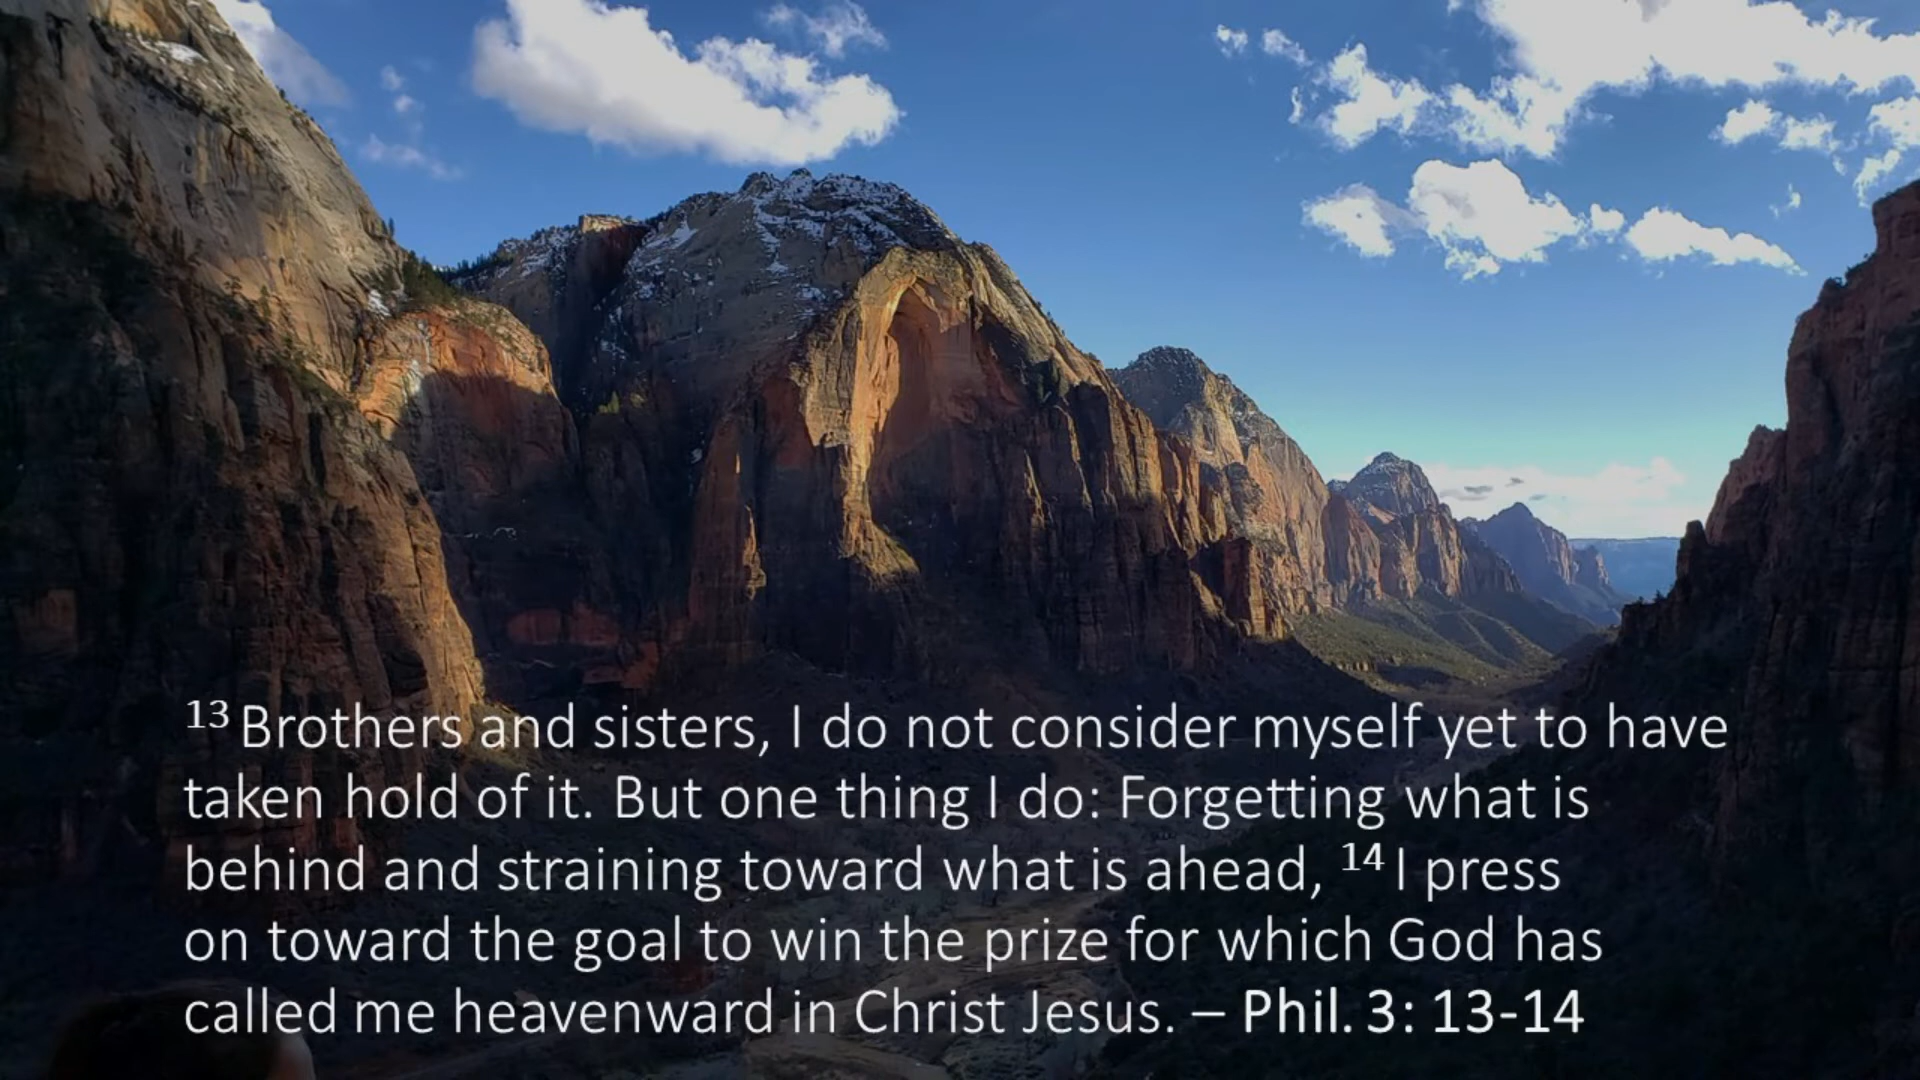 13 Brothers and sisters, I do not consider myself yet to have
taken hold of it. But one thing I do: Forgetting what is
behind and straining toward what is ahead, 14 I press
on toward the goal to win the prize for which God has
called me heavenward in Christ Jesus. – Phil. 3: 13-14